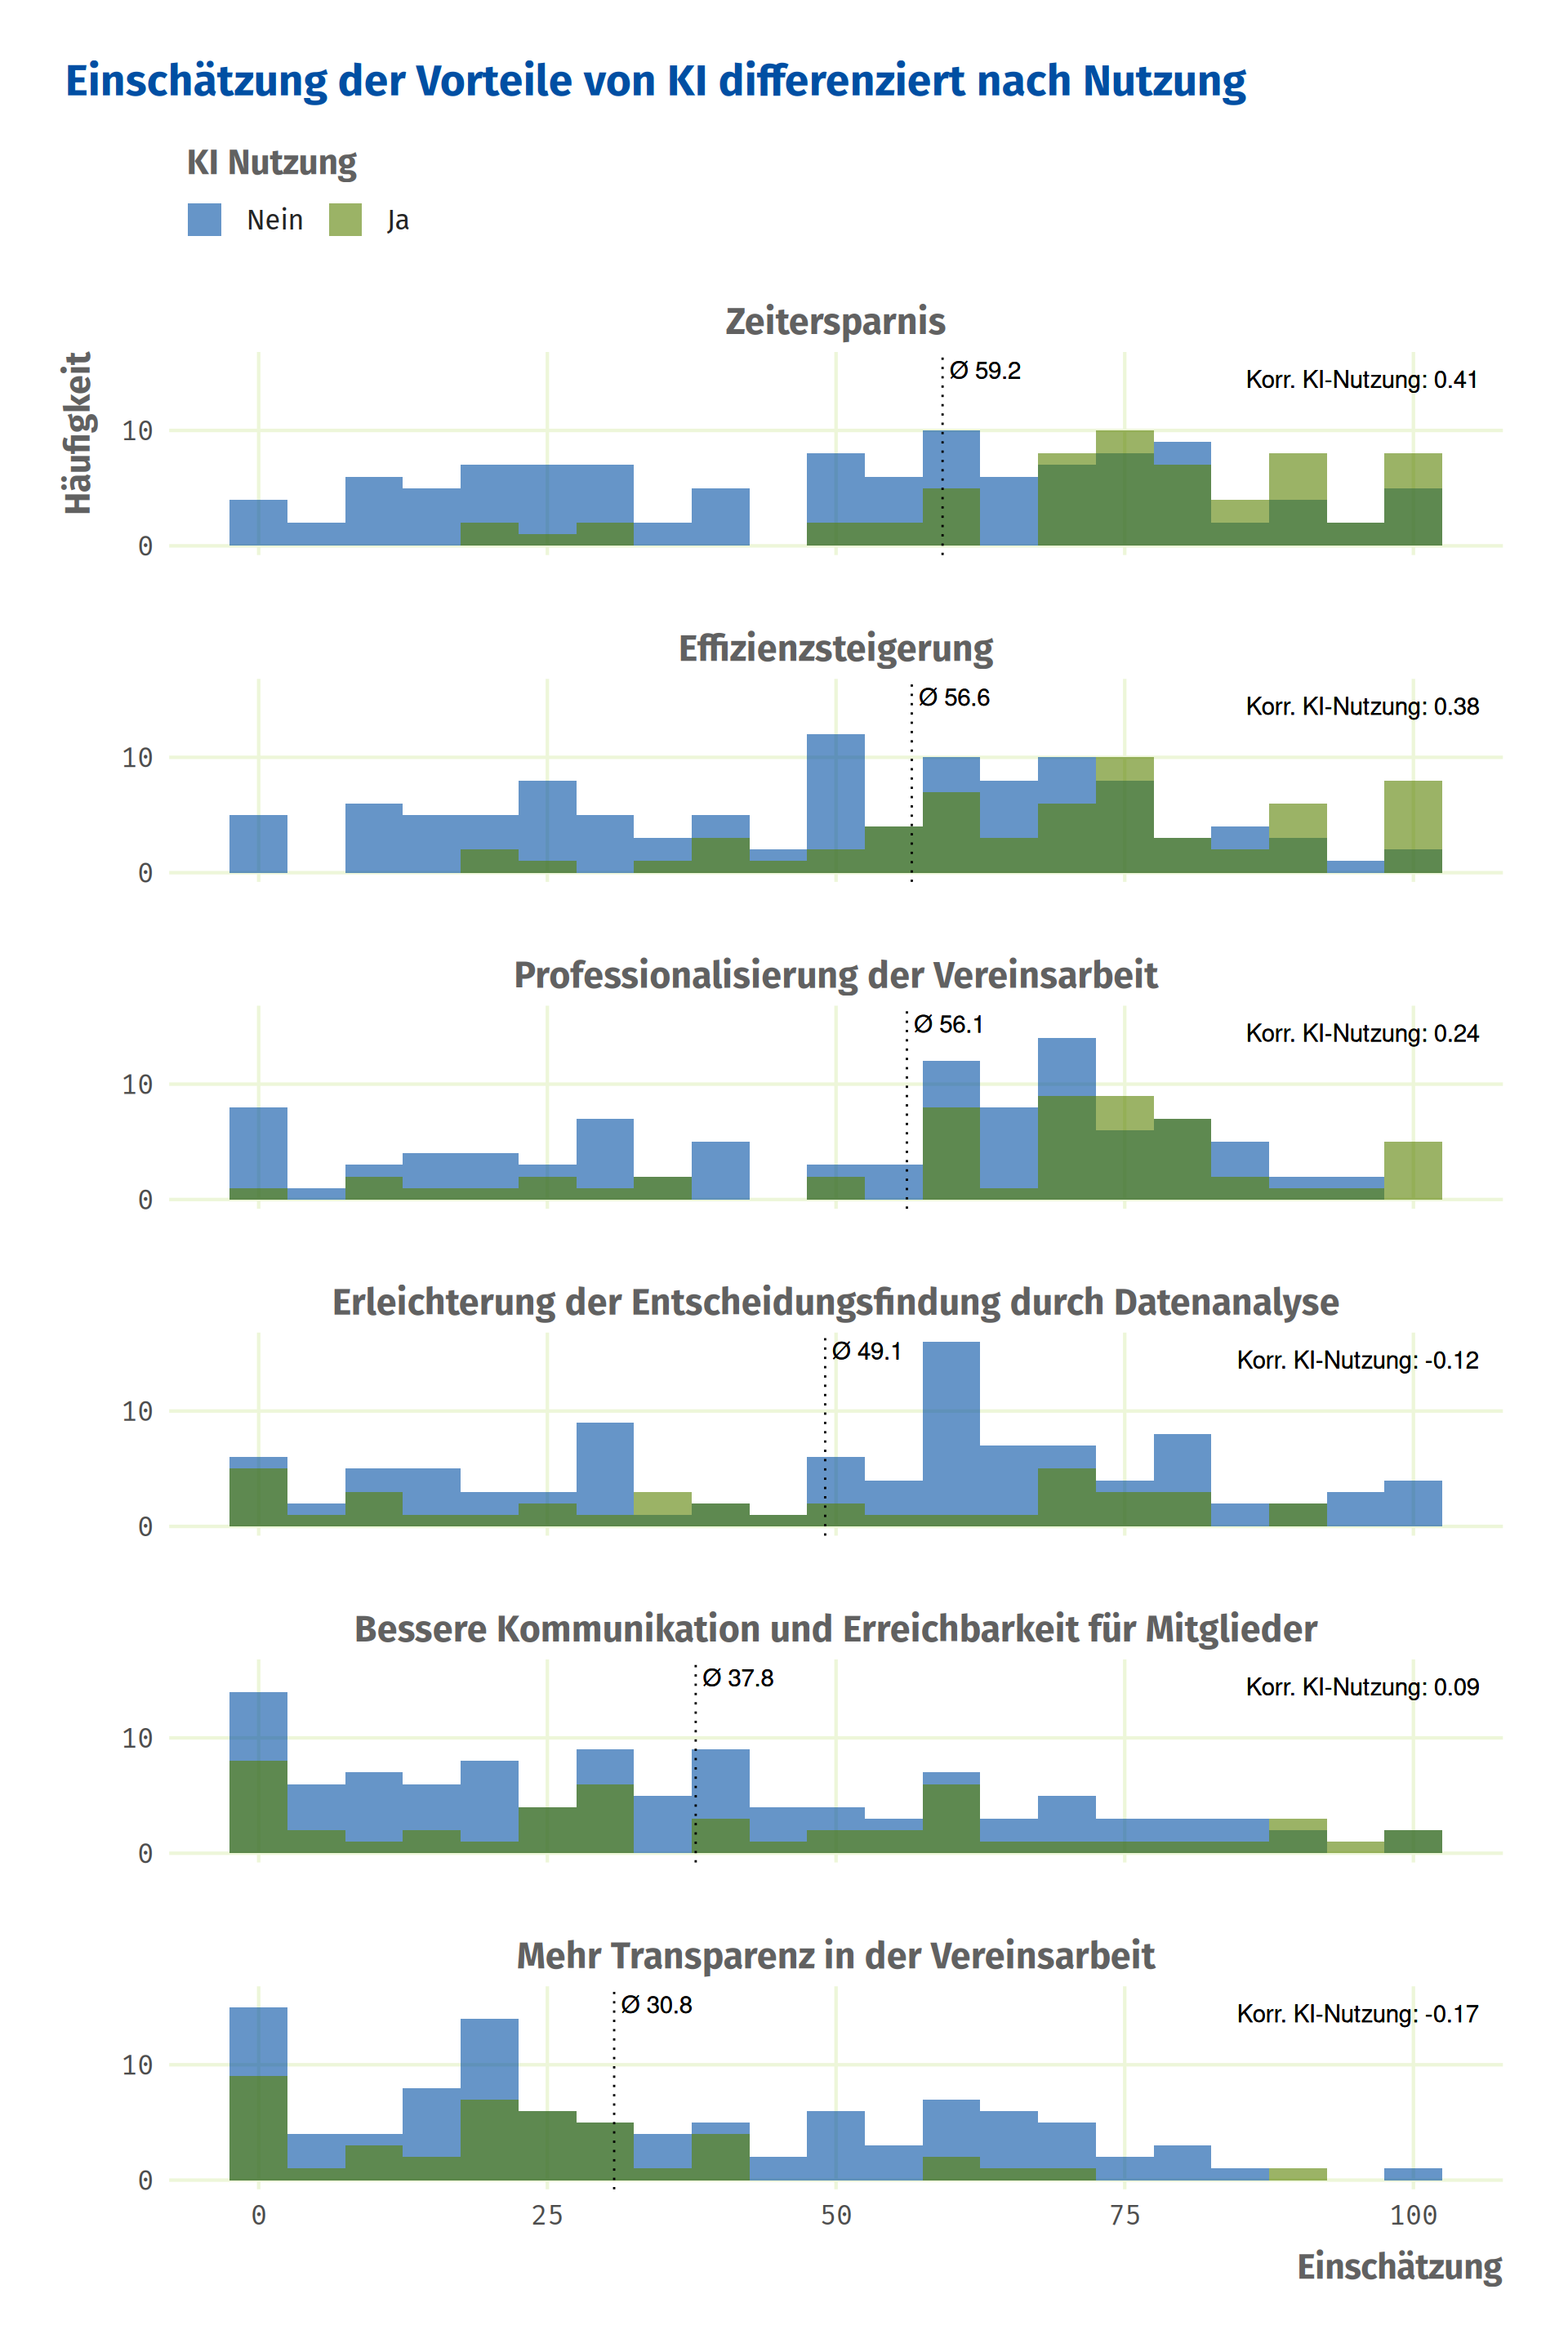 Einschätzung der Vorteile von KI differenziert nach Nutzung
KI Nutzung
Nein Ja
Zeitersparnis
Häufigkeit
Ø 59.2
Korr. KI-Nutzung: 0.41
10
0
Effizienzsteigerung
Ø 56.6
Korr. KI-Nutzung: 0.38
10
0
Professionalisierung der Vereinsarbeit
Ø 56.1
Korr. KI-Nutzung: 0.24
10
0
Erleichterung der Entscheidungsfindung durch Datenanalyse
Ø 49.1
Korr. KI-Nutzung: -0.12
10
0
Bessere Kommunikation und Erreichbarkeit für Mitglieder
Ø 37.8
Korr. KI-Nutzung: 0.09
10
0
Mehr Transparenz in der Vereinsarbeit
Ø 30.8
Korr. KI-Nutzung: -0.17
10
0
0 25 50 75 100
Einschätzung